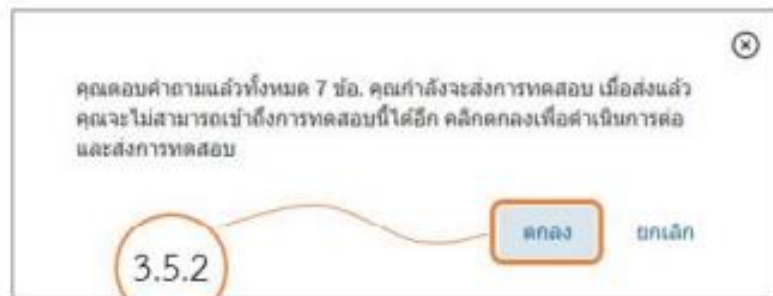 คุณตอบคำถามแล้วทั้งหมด 7 ข้อ. คุณกำลังจะส่งการทดสอบ เมื่อส่งแล้ว
คุณจะไม่สามารถเข้าถึงการทดสอบนี้ได้อีก คลิกตกลงเพื่อดำเนินการต่อ
และส่งการทดสอบ
ตกลง ยกเลิก
3.5.2